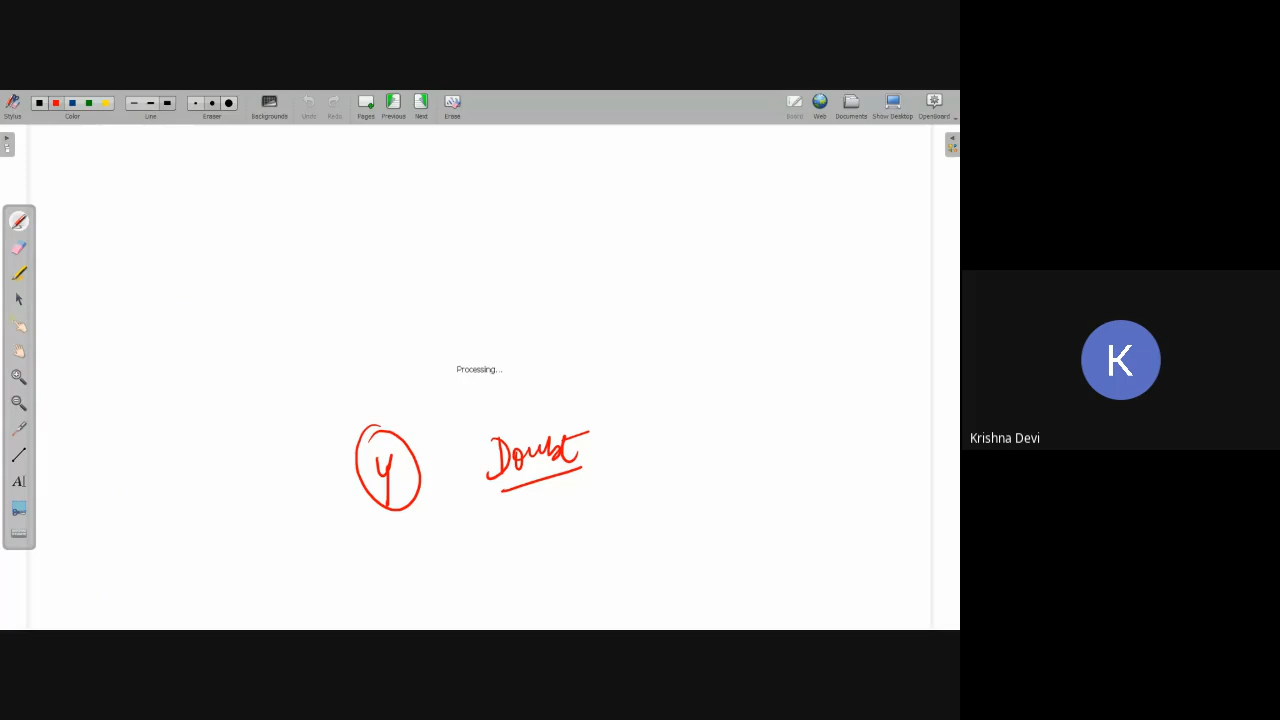 Stylus Color Line Eraser Backgrounds Undo Redo Pages Previous Next Erase Board Web Documents Show Desktop OpenBoard
Processing...
y Doubt
K
Krishna Devi